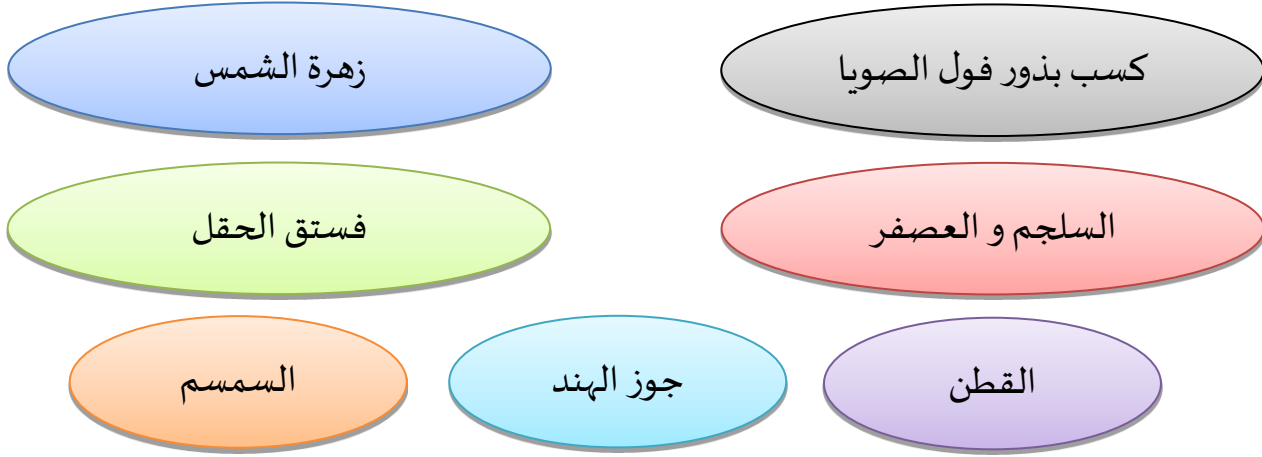 كسب بذور فول الصويا
زهرة الشمس
السلجم و العصفر
فستق الحقل
القطن
جوز الهند
السمسم